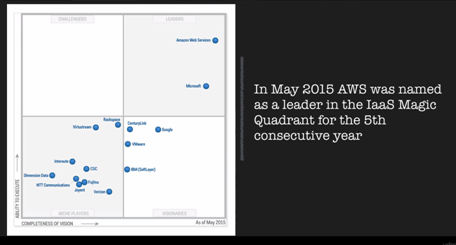 CHALLENGERS
LEADERS
Amazon Web Services
Microsoft
Rackspace
CenturyLink
Virtustream
Google
VMware
Interoute
CSC
IBM (SoftLayer)
Dimension Data
Fujitsu
NTT Communications
Joyent
Verizon
NICHE PLAYERS
VISIONARIES
ABILITY TO EXECUTE
COMPLETENESS OF VISION
As of May 2015
In May 2015 AWS was named
as a leader in the IaaS Magic
Quadrant for the 5th
consecutive year